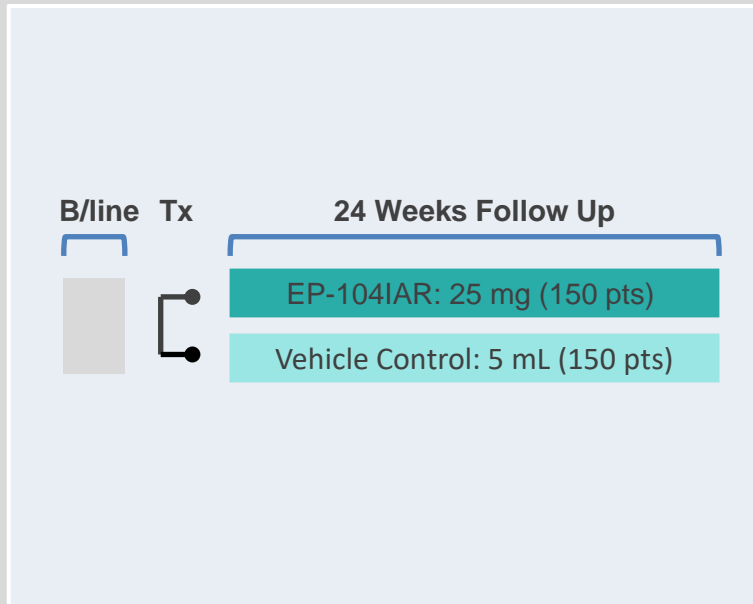 B/line Tx 24 Weeks Follow Up
EP-104IAR: 25 mg (150 pts)
Vehicle Control: 5 mL (150 pts)